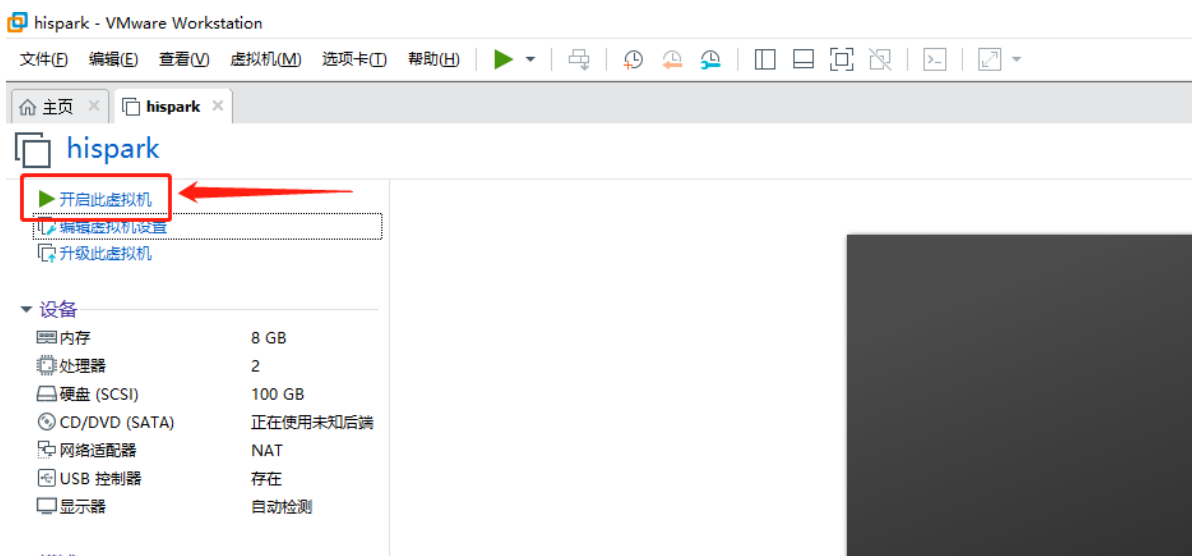 hispark - VMware Workstation
文件(F) 编辑(E) 查看(V) 虚拟机(M) 选项卡(T) 帮助(H)
主页 hispark
hispark
开启此虚拟机
编辑虚拟机设置
升级此虚拟机
设备
内存 8 GB
处理器 2
硬盘 (SCSI) 100 GB
CD/DVD (SATA) 正在使用未知后端
网络适配器 NAT
USB 控制器 存在
显示器 自动检测